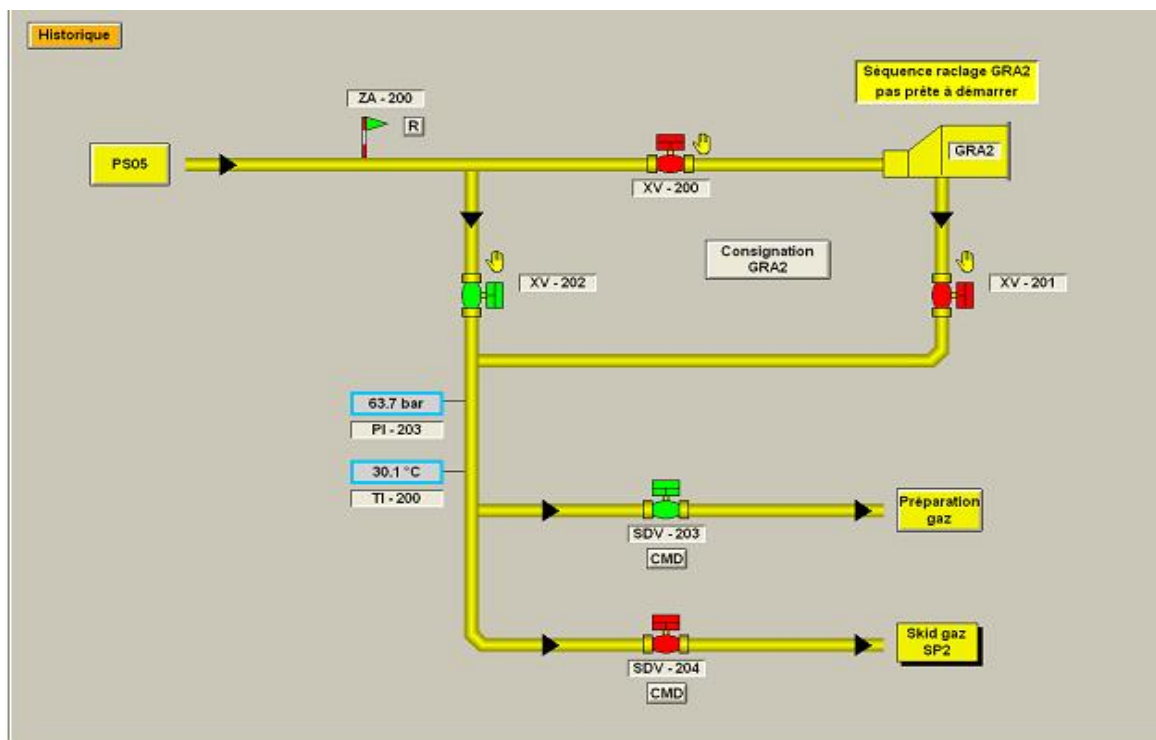 Historique
Séquence raclage GRA2
pas prête à démarrer
ZA - 200
R
PS05
GRA2
XV - 200
Consignation
GRA2
XV - 202
XV - 201
63.7 bar
PI - 203
30.1 °C
TI - 200
Préparation
gaz
SDV - 203
CMD
Skid gaz
SP2
SDV - 204
CMD